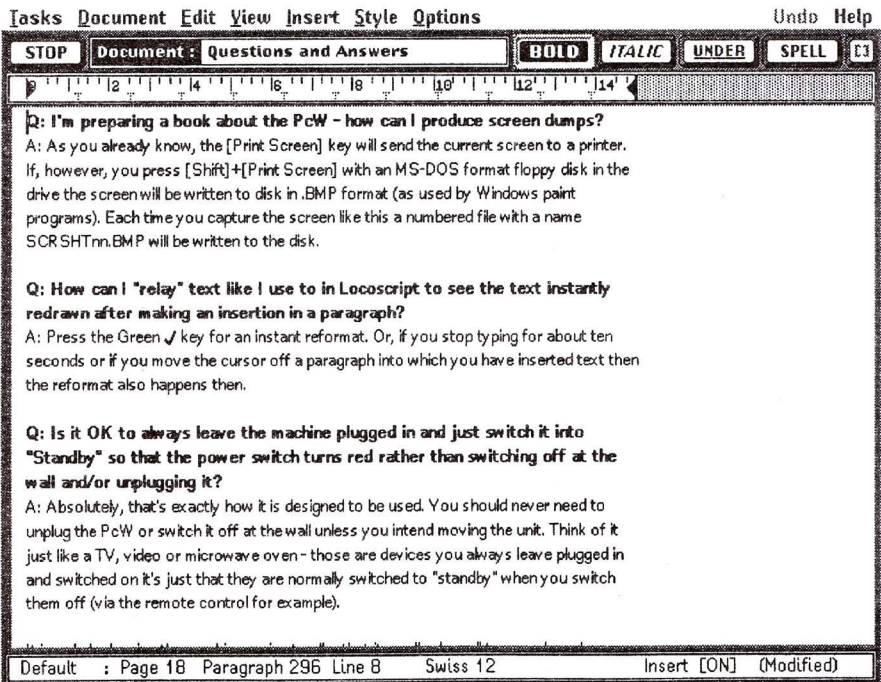 Tasks Document Edit View Insert Style Options Undo Help
STOP Document: Questions and Answers BOLD ITALIC UNDER SPELL
0 2 4 6 8 10 12 14
Q: I'm preparing a book about the PcW - how can I produce screen dumps?
A: As you already know, the [Print Screen] key will send the current screen to a printer.
If, however, you press [Shift]+[Print Screen] with an MS-DOS format floppy disk in the
drive the screen will be written to disk in .BMP format (as used by Windows paint
programs). Each time you capture the screen like this a numbered file with a name
SCRSHTnn.BMP will be written to the disk.
Q: How can I "relay" text like I use to in Locoscript to see the text instantly
redrawn after making an insertion in a paragraph?
A: Press the Green ✓ key for an instant reformat. Or, if you stop typing for about ten
seconds or if you move the cursor off a paragraph into which you have inserted text then
the reformat also happens then.
Q: Is it OK to always leave the machine plugged in and just switch it into
"Standby" so that the power switch turns red rather than switching off at the
wall and/or unplugging it?
A: Absolutely, that's exactly how it is designed to be used. You should never need to
unplug the PcW or switch it off at the wall unless you intend moving the unit. Think of it
just like a TV, video or microwave oven - those are devices you always leave plugged in
and switched on it's just that they are normally switched to "standby" when you switch
them off (via the remote control for example).
Default : Page 18 Paragraph 296 Line 8 Swiss 12 Insert [ON] (Modified)